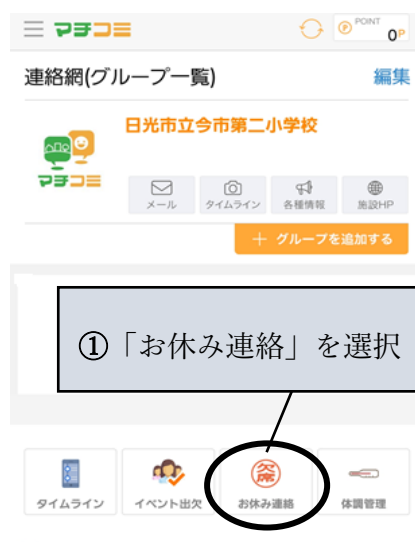 マチコミ
POINT
0P
連絡網(グループ一覧)
編集
日光市立今市第二小学校
マチコミ
メール
タイムライン
各種情報
施設HP
＋ グループを追加する
①「お休み連絡」を選択
欠席
タイムライン
イベント出欠
お休み連絡
体調管理